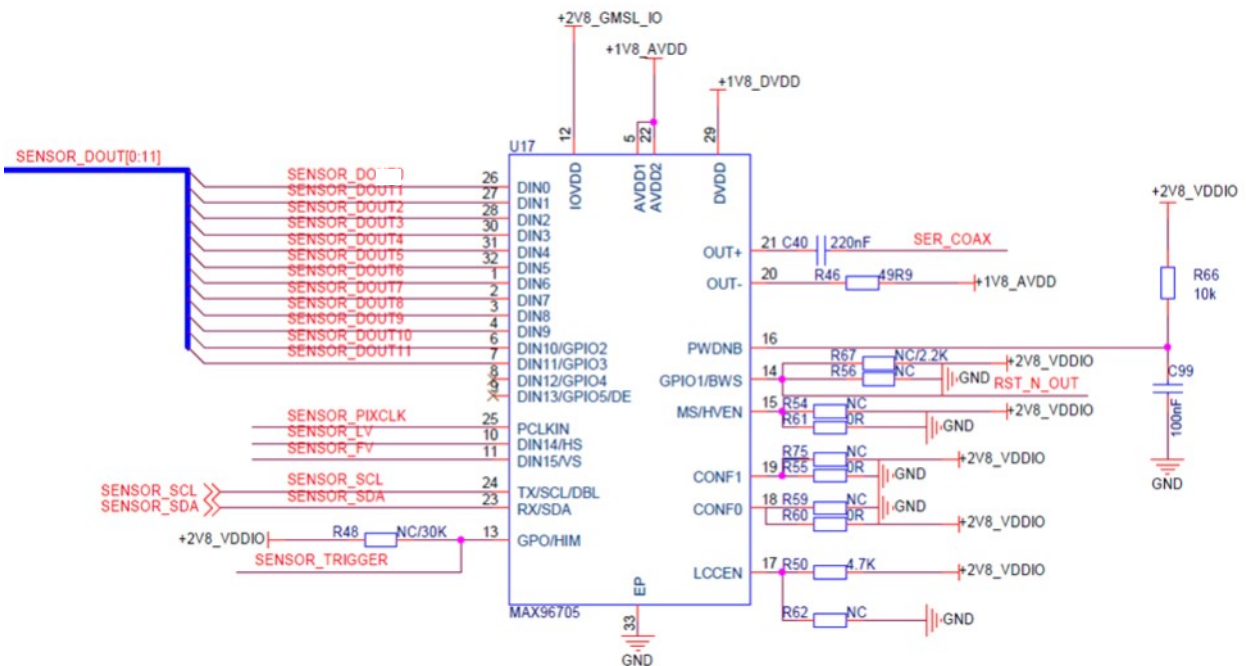 +2V8_GMSL_IO
+1V8_AVDD
+1V8_DVDD
U17
12
5
22
29
IOVDD
AVDD1
AVDD2
DVDD
SENSOR_DOUT[0:11]
26 DIN0
SENSOR_DOUT1 27 DIN1
SENSOR_DOUT2 28 DIN2
SENSOR_DOUT3 30 DIN3
SENSOR_DOUT4 31 DIN4
SENSOR_DOUT5 32 DIN5
SENSOR_DOUT6 1 DIN6
SENSOR_DOUT7 2 DIN7
SENSOR_DOUT8 3 DIN8
SENSOR_DOUT9 4 DIN9
SENSOR_DOUT10 6 DIN10/GPIO2
SENSOR_DOUT11 7 DIN11/GPIO3
8 DIN12/GPIO4
9 DIN13/GPIO5/DE
SENSOR_PIXCLK 25 PCLKIN
SENSOR_LV 10 DIN14/HS
SENSOR_FV 11 DIN15/VS
SENSOR_SCL SENSOR_SCL 24 TX/SCL/DBL
SENSOR_SDA SENSOR_SDA 23 RX/SDA
+2V8_VDDIO R48 NC/30K 13 GPO/HIM
SENSOR_TRIGGER
OUT+ 21 C40 220nF SER_COAX
OUT- 20 R46 49R9 +1V8_AVDD
PWDNB 16
R67 NC/2.2K +2V8_VDDIO
GPIO1/BWS 14 R56 NC GND
RST_N_OUT
MS/HVEN 15 R54 NC +2V8_VDDIO
R61 0R GND
R75 NC +2V8_VDDIO
CONF1 19 R55 0R GND
CONF0 18 R59 NC GND
R60 0R +2V8_VDDIO
LCCEN 17 R50 4.7K +2V8_VDDIO
R62 NC GND
+2V8_VDDIO
R66
10k
C99
100nF
GND
EP
MAX96705
33
GND